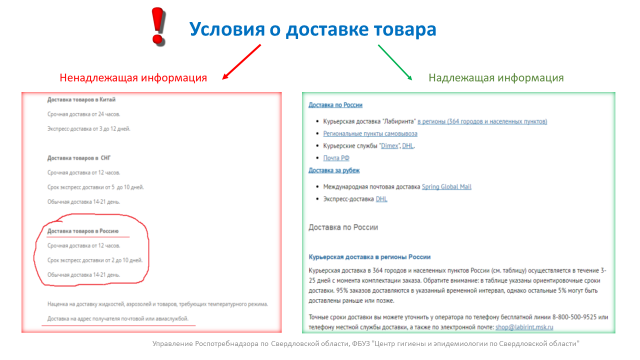 Условия о доставке товара
Ненадлежащая информация
Надлежащая информация
Доставка товаров в Китай
Срочная доставка от 24 часов.
Экспресс доставка от 3 до 12 дней.
Доставка товаров в СНГ
Срочная доставка от 12 часов.
Срок экспресс доставки от 5 до 10 дней.
Обычная доставка 14-21 день.
Доставка товаров в Россию
Срочная доставка от 12 часов.
Срок экспресс доставки от 2 до 10 дней.
Обычная доставка 14-21 день.
Наценка на доставку жидкостей, аэрозолей и товаров, требующих температурного режима.
Доставка на адрес получателя почтовой или авиаслужбой.
Доставка по России
Курьерская доставка "Лабиринта" в регионы (364 городов и населенных пунктов)
Региональные пункты самовывоза
Курьерские службы "Dimex", DHL.
Почта РФ
Доставка за рубеж
Международная почтовая доставка Spring Global Mail
Экспресс-доставка DHL
Доставка по России
Курьерская доставка в регионы России
Курьерская доставка в 364 городов и населенных пунктов России (см. таблицу) осуществляется в течение 3-
25 дней с момента комплектации заказа. Обратите внимание: в таблице указаны ориентировочные сроки
доставки. 95% заказов доставляются в указанный временной интервал, однако остальные 5% могут быть
доставлены раньше или позже.
Точные сроки доставки вы можете уточнить у оператора по телефону бесплатной линии 8-800-500-9525 или
телефону местной службы доставки, а также по электронной почте: shop@labirint.msk.ru
Управление Роспотребнадзора по Свердловской области, ФБУЗ "Центр гигиены и эпидемиологии по Свердловской области"